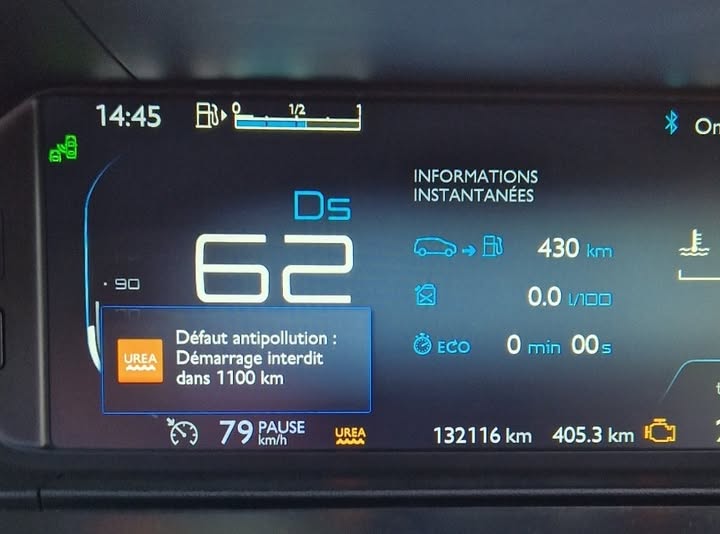 14:45
0 1/2 1
INFORMATIONS
INSTANTANÉES
Ds
62
430 km
90
0.0 l/100
UREA
Défaut antipollution :
Démarrage interdit
dans 1100 km
ECO 0 min 00s
79 PAUSE
km/h
UREA
132116 km 405.3 km